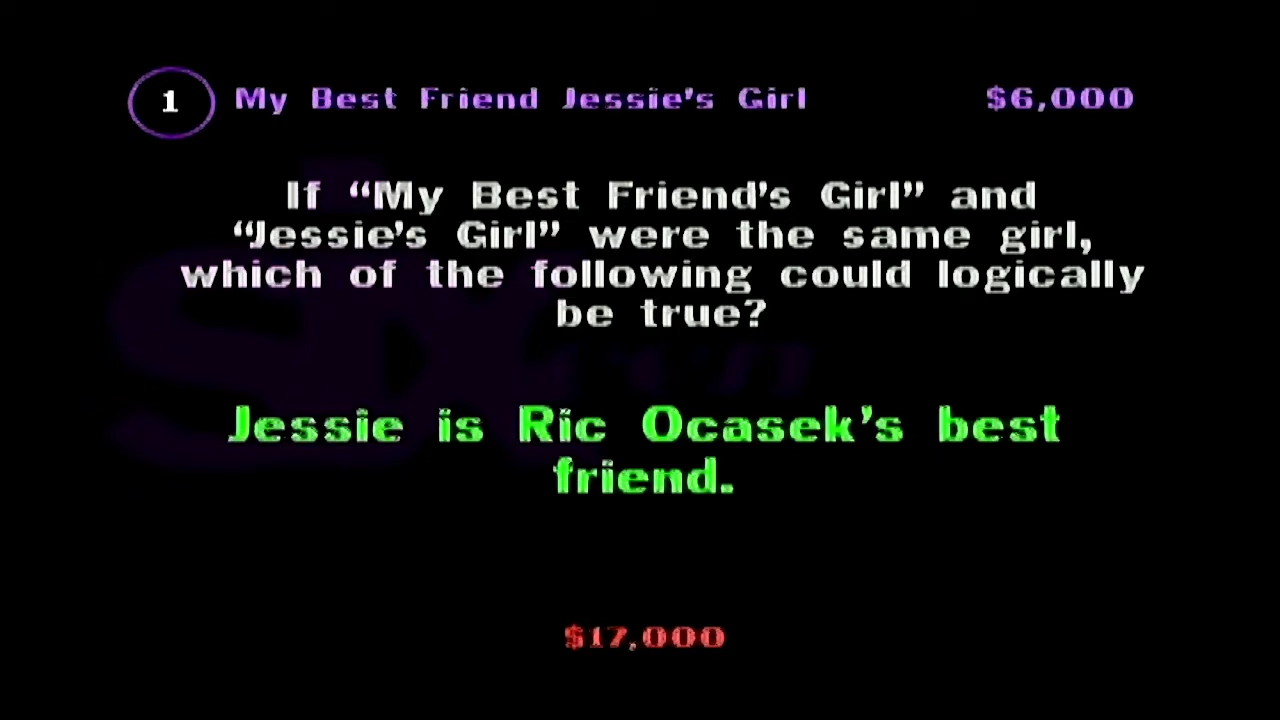 1 My Best Friend Jessie's Girl $6,000
If “My Best Friend's Girl” and
“Jessie's Girl” were the same girl,
which of the following could logically
be true?
Jessie is Ric Ocasek's best
friend.
$17,000